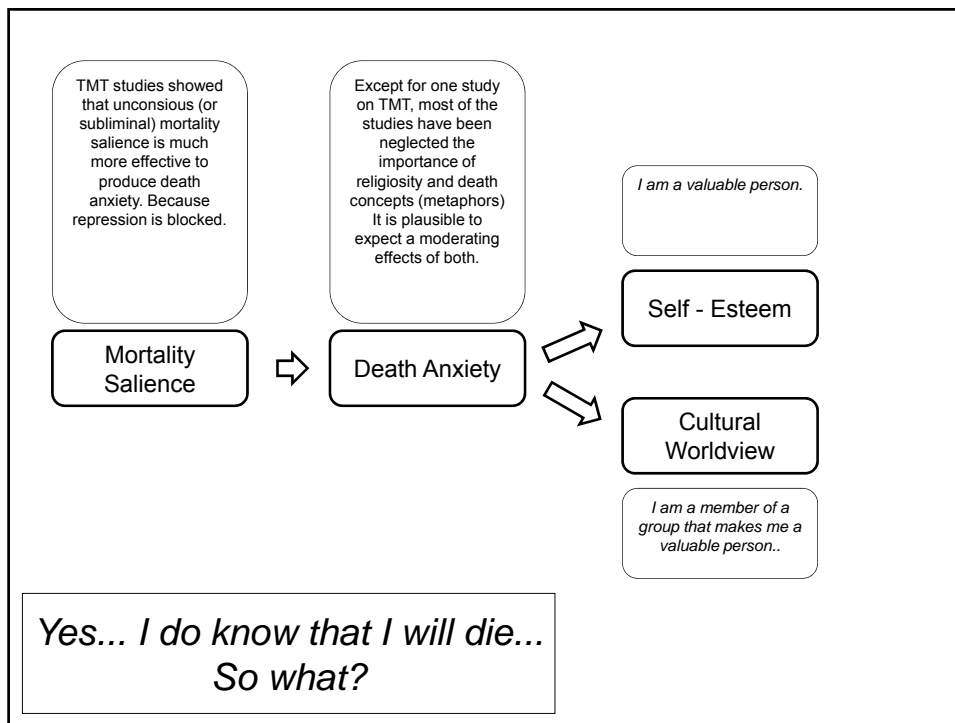 TMT studies showed
that unconsious (or
subliminal) mortality
salience is much
more effective to
produce death
anxiety. Because
repression is blocked.
Mortality
Salience
Except for one study
on TMT, most of the
studies have been
neglected the
importance of
religiosity and death
concepts (metaphors)
It is plausible to
expect a moderating
effects of both.
Death Anxiety
I am a valuable person.
Self - Esteem
Cultural
Worldview
I am a member of a
group that makes me a
valuable person..
Yes... I do know that I will die...
So what?